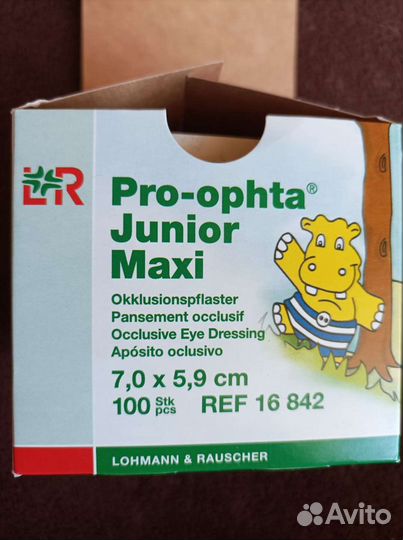 L&R
Pro-ophta®
Junior
Maxi
Okklusionspflaster
Pansement occlusif
Occlusive Eye Dressing
Apósito oclusivo
7,0 x 5,9 cm
100 Stk pcs REF 16 842
LOHMANN & RAUSCHER
Avito